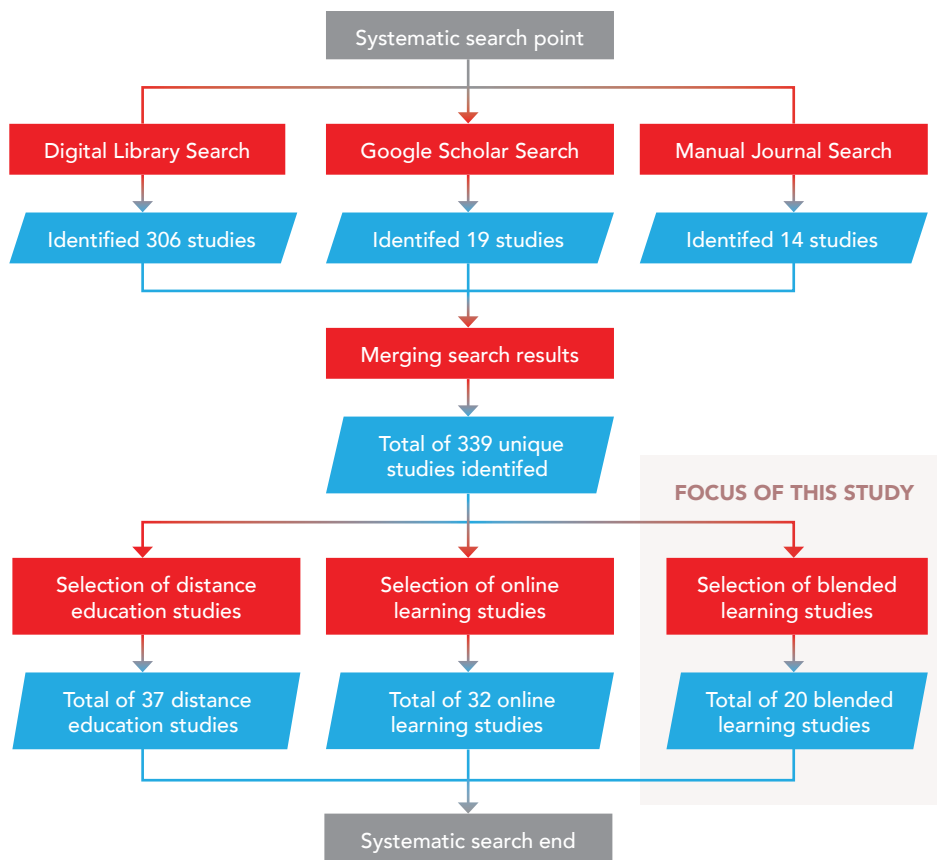 Systematic search point
Digital Library Search
Google Scholar Search
Manual Journal Search
Identified 306 studies
Identifed 19 studies
Identifed 14 studies
Merging search results
Total of 339 unique
studies identifed
FOCUS OF THIS STUDY
Selection of distance
education studies
Selection of online
learning studies
Selection of blended
learning studies
Total of 37 distance
education studies
Total of 32 online
learning studies
Total of 20 blended
learning studies
Systematic search end